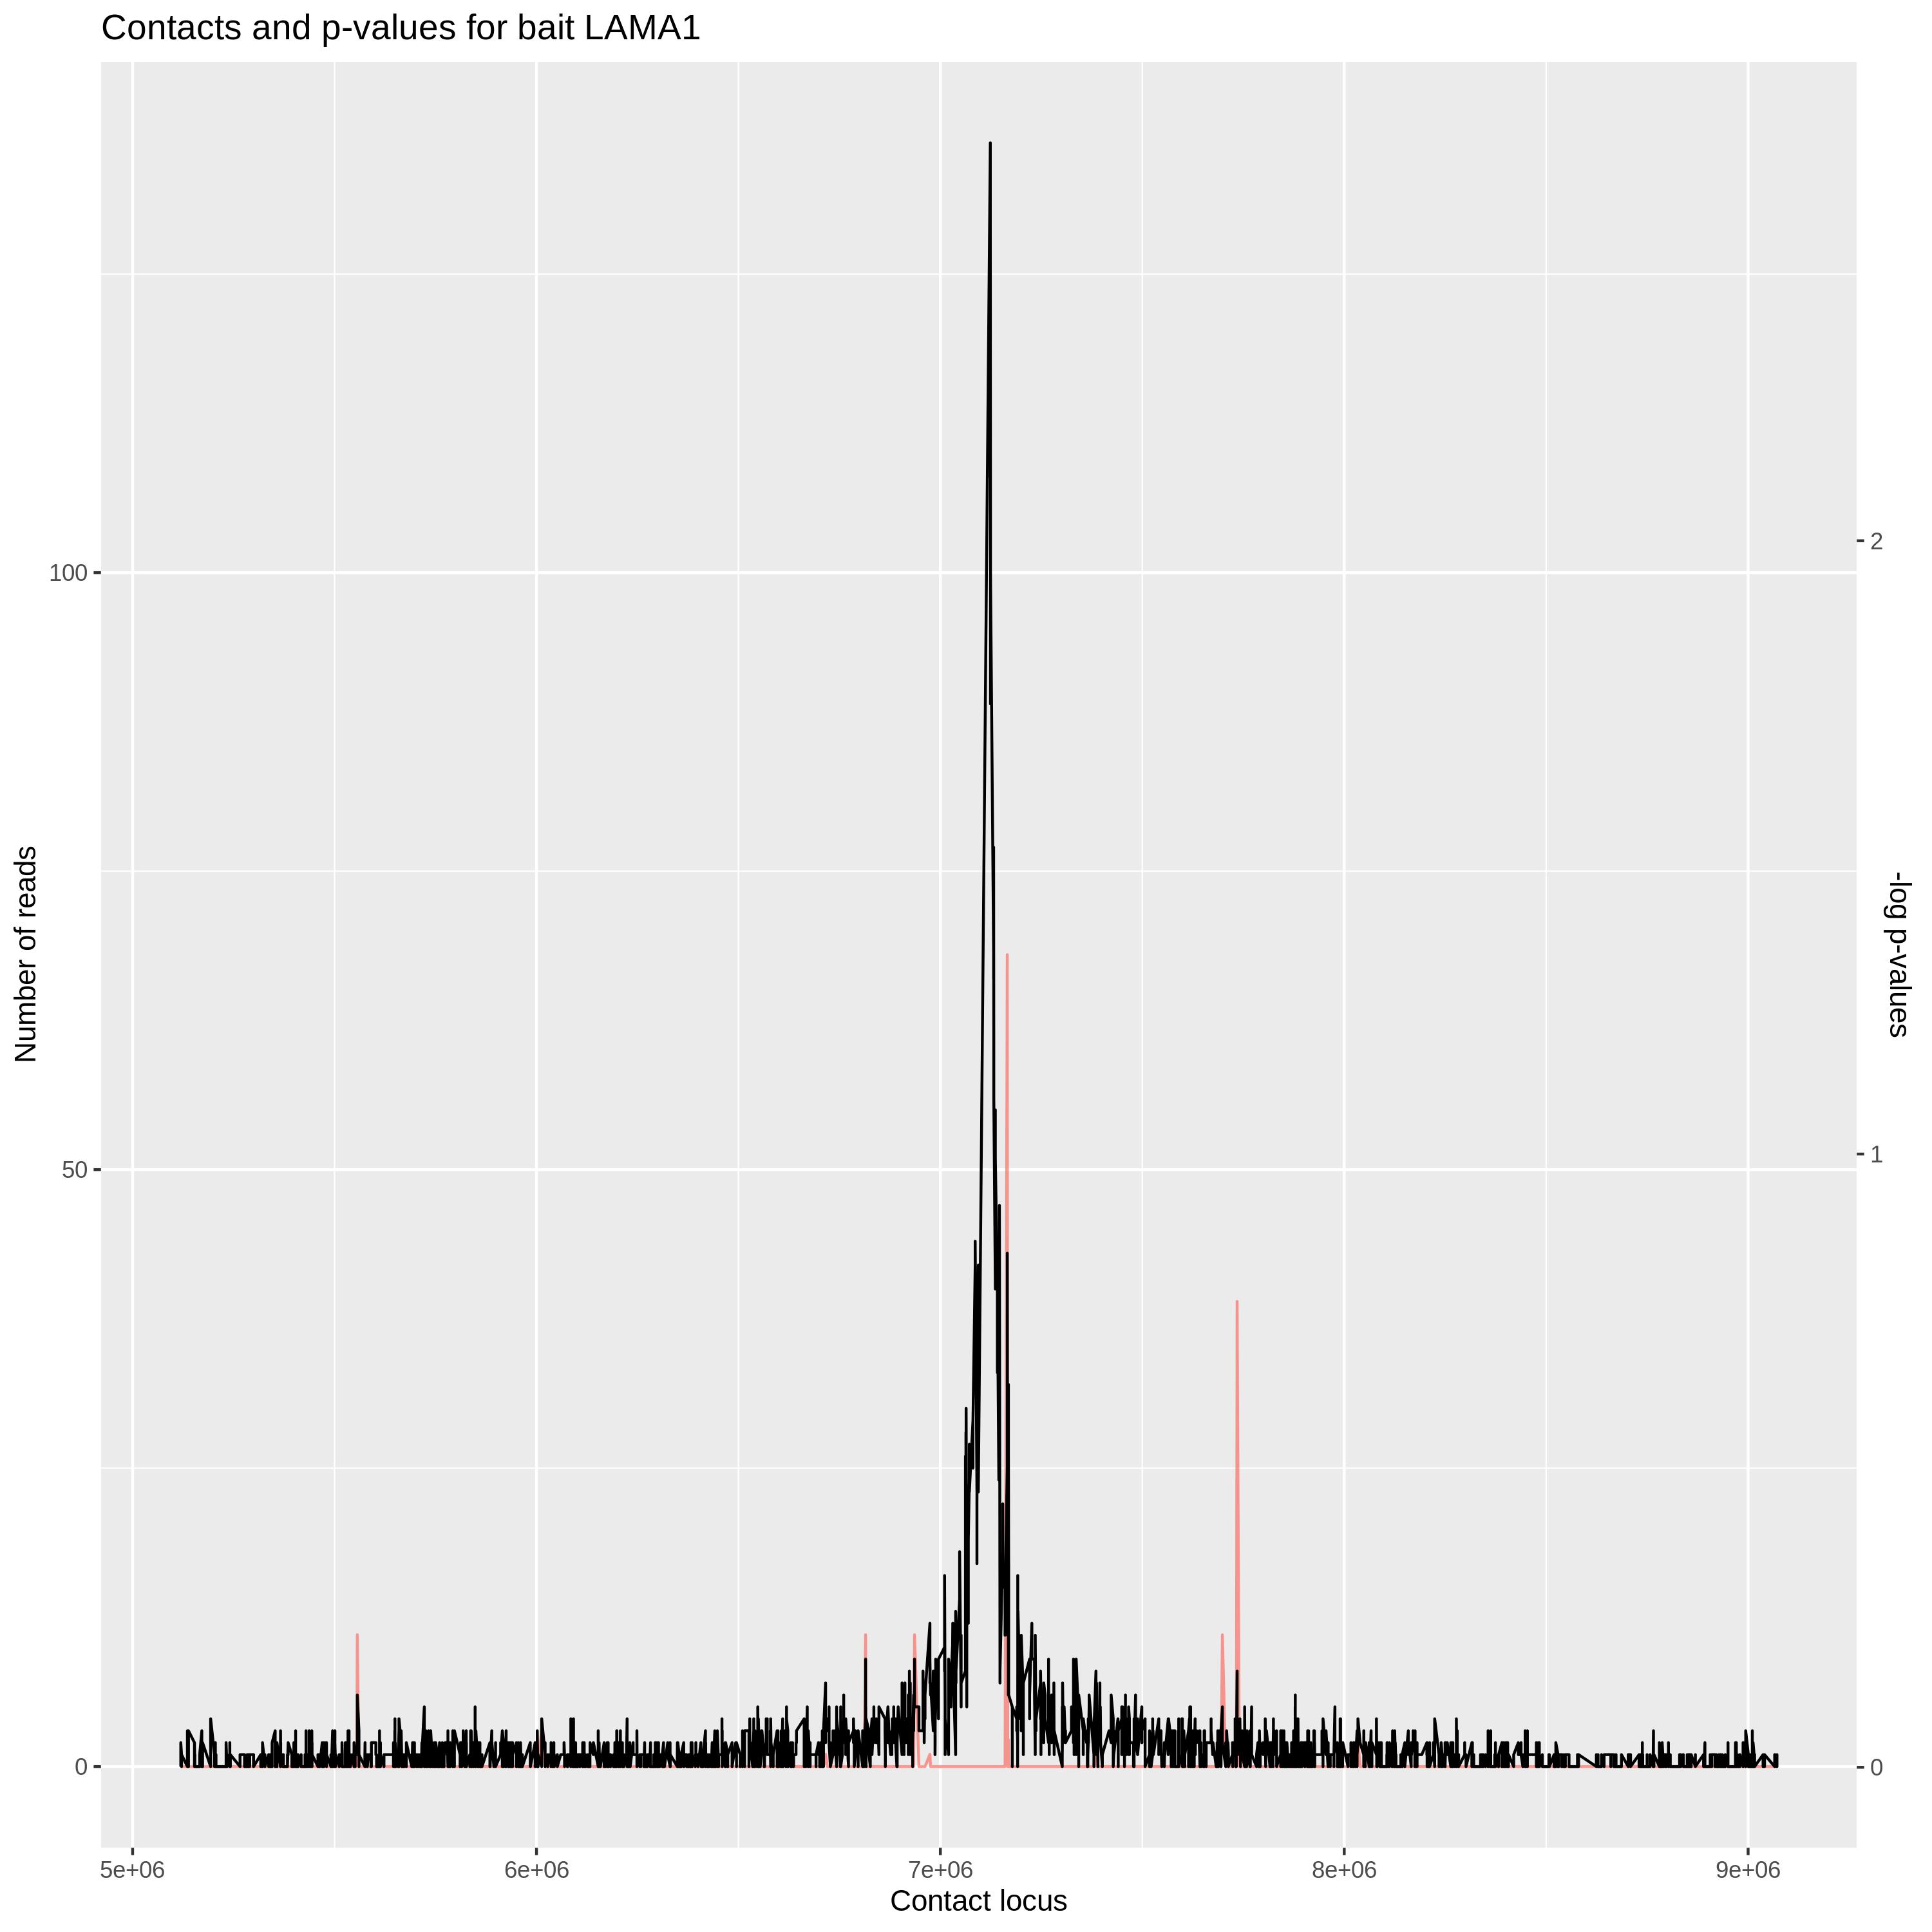 Contacts and p-values for bait LAMA1
Number of reads
100
50
0
2
1
0
-log p-values
5e+06
6e+06
7e+06
8e+06
9e+06
Contact locus